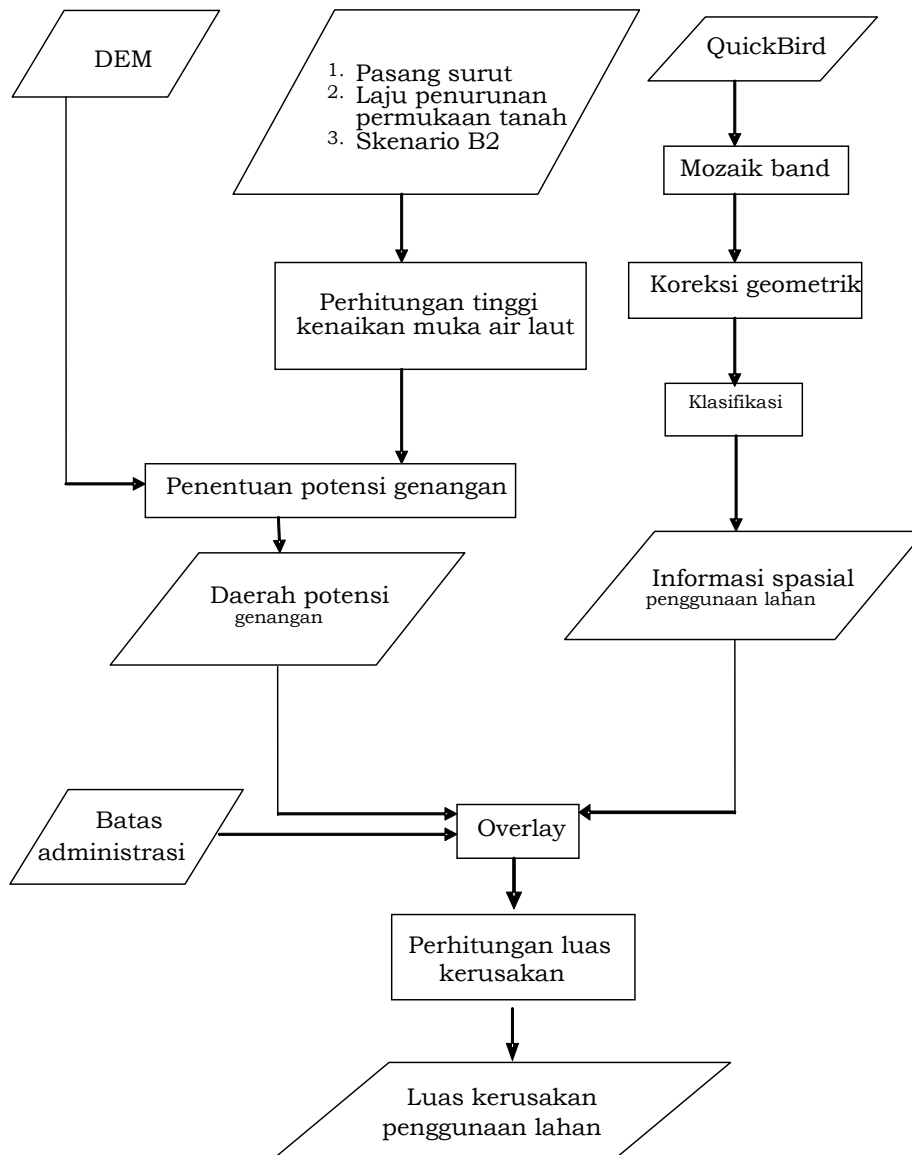 DEM
1. Pasang surut
2. Laju penurunan
permukaan tanah
3. Skenario B2
QuickBird
Mozaik band
Koreksi geometrik
Perhitungan tinggi
kenaikan muka air laut
Klasifikasi
Penentuan potensi genangan
Daerah potensi
genangan
Informasi spasial
penggunaan lahan
Batas
administrasi
Overlay
Perhitungan luas
kerusakan
Luas kerusakan
penggunaan lahan